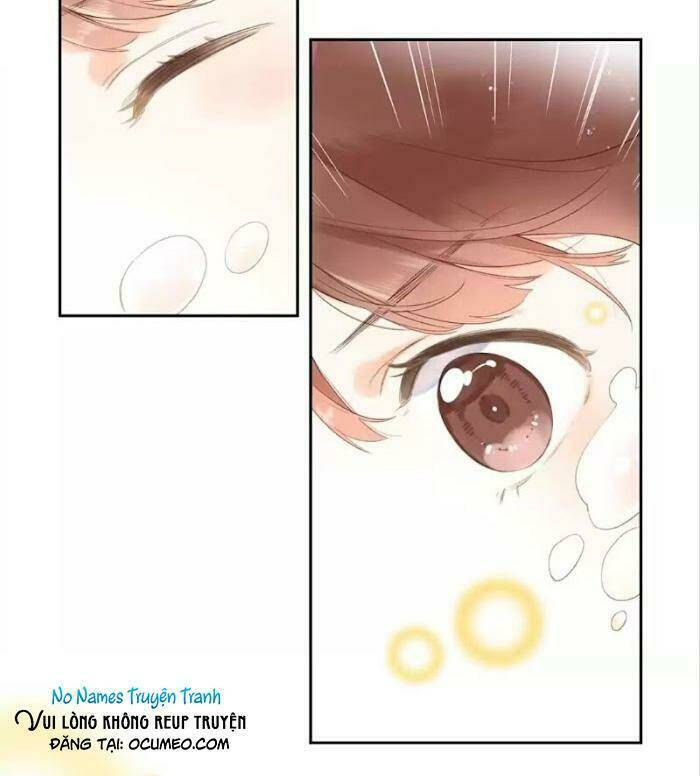 No Names Truyện Tranh
VUI LÒNG KHÔNG REUP TRUYỆN
ĐĂNG TẠI: OCUMEO.COM